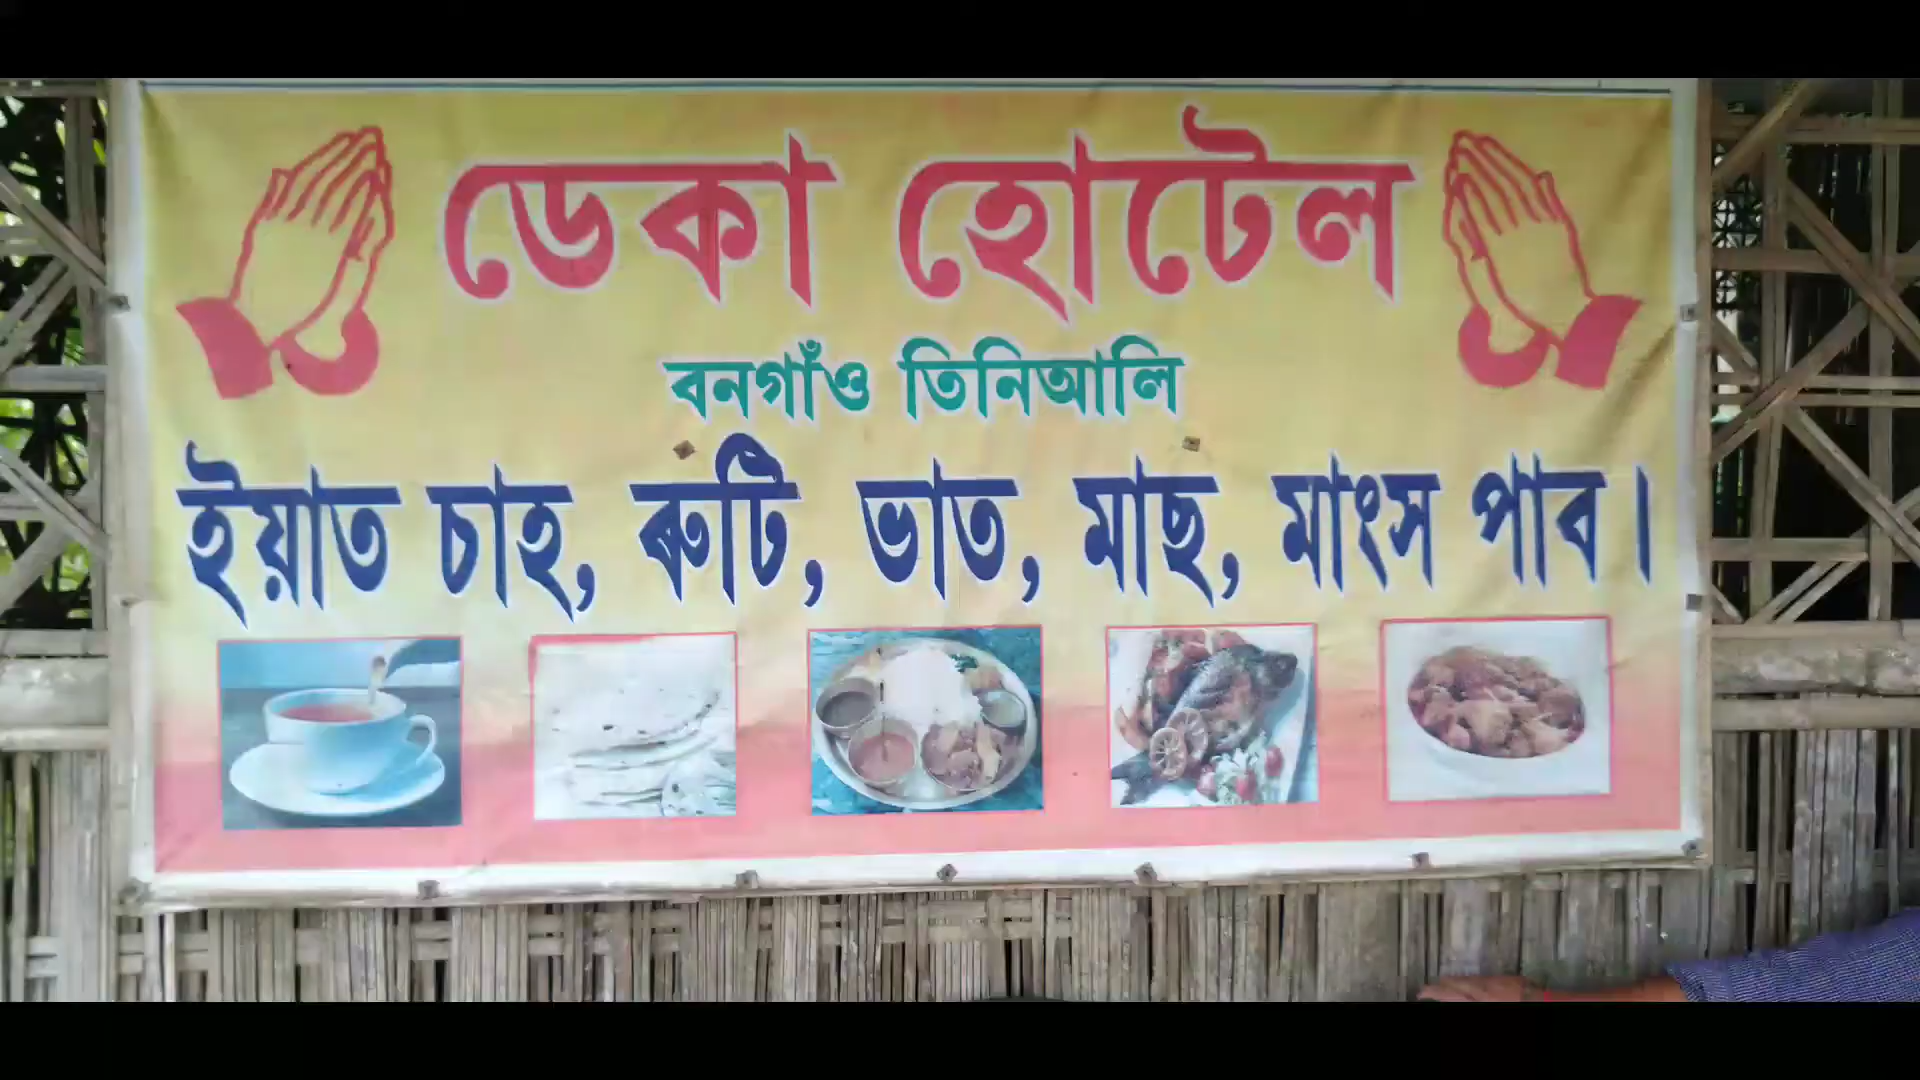 ডেকা হোটেল
বনগাঁও তিনিআলি
ইয়াত চাহ, ৰুটি, ভাত, মাছ, মাংস পাব।